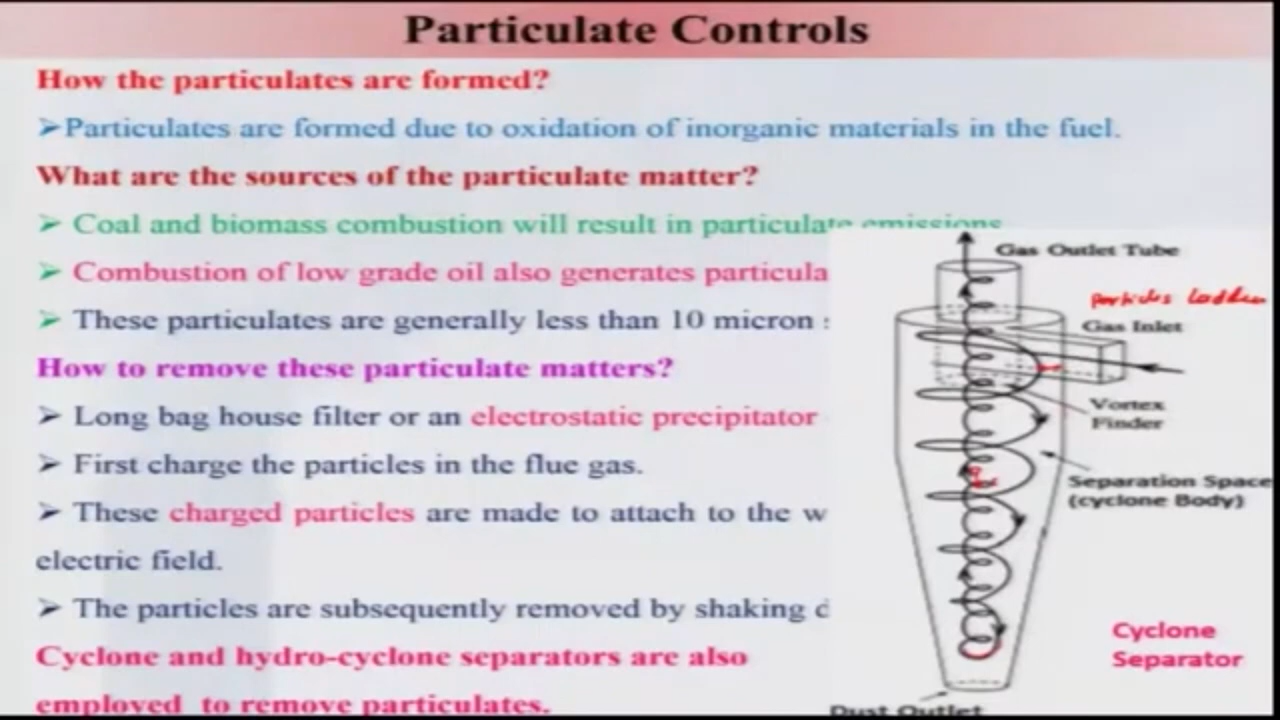 Particulate Controls
How the particulates are formed?
➢Particulates are formed due to oxidation of inorganic materials in the fuel.
What are the sources of the particulate matter?
➢ Coal and biomass combustion will result in particulate emissions
➢ Combustion of low grade oil also generates particula
➢ These particulates are generally less than 10 micron
How to remove these particulate matters?
➢ Long bag house filter or an electrostatic precipitator
➢ First charge the particles in the flue gas.
➢ These charged particles are made to attach to the w
electric field.
➢ The particles are subsequently removed by shaking
Cyclone and hydro-cyclone separators are also
employed to remove particulates.
Gas Outlet Tube
particles
Gas Inlet
Vortex
Finder
Separation Space
(cyclone Body)
Cyclone
Separator
Dust Outlet